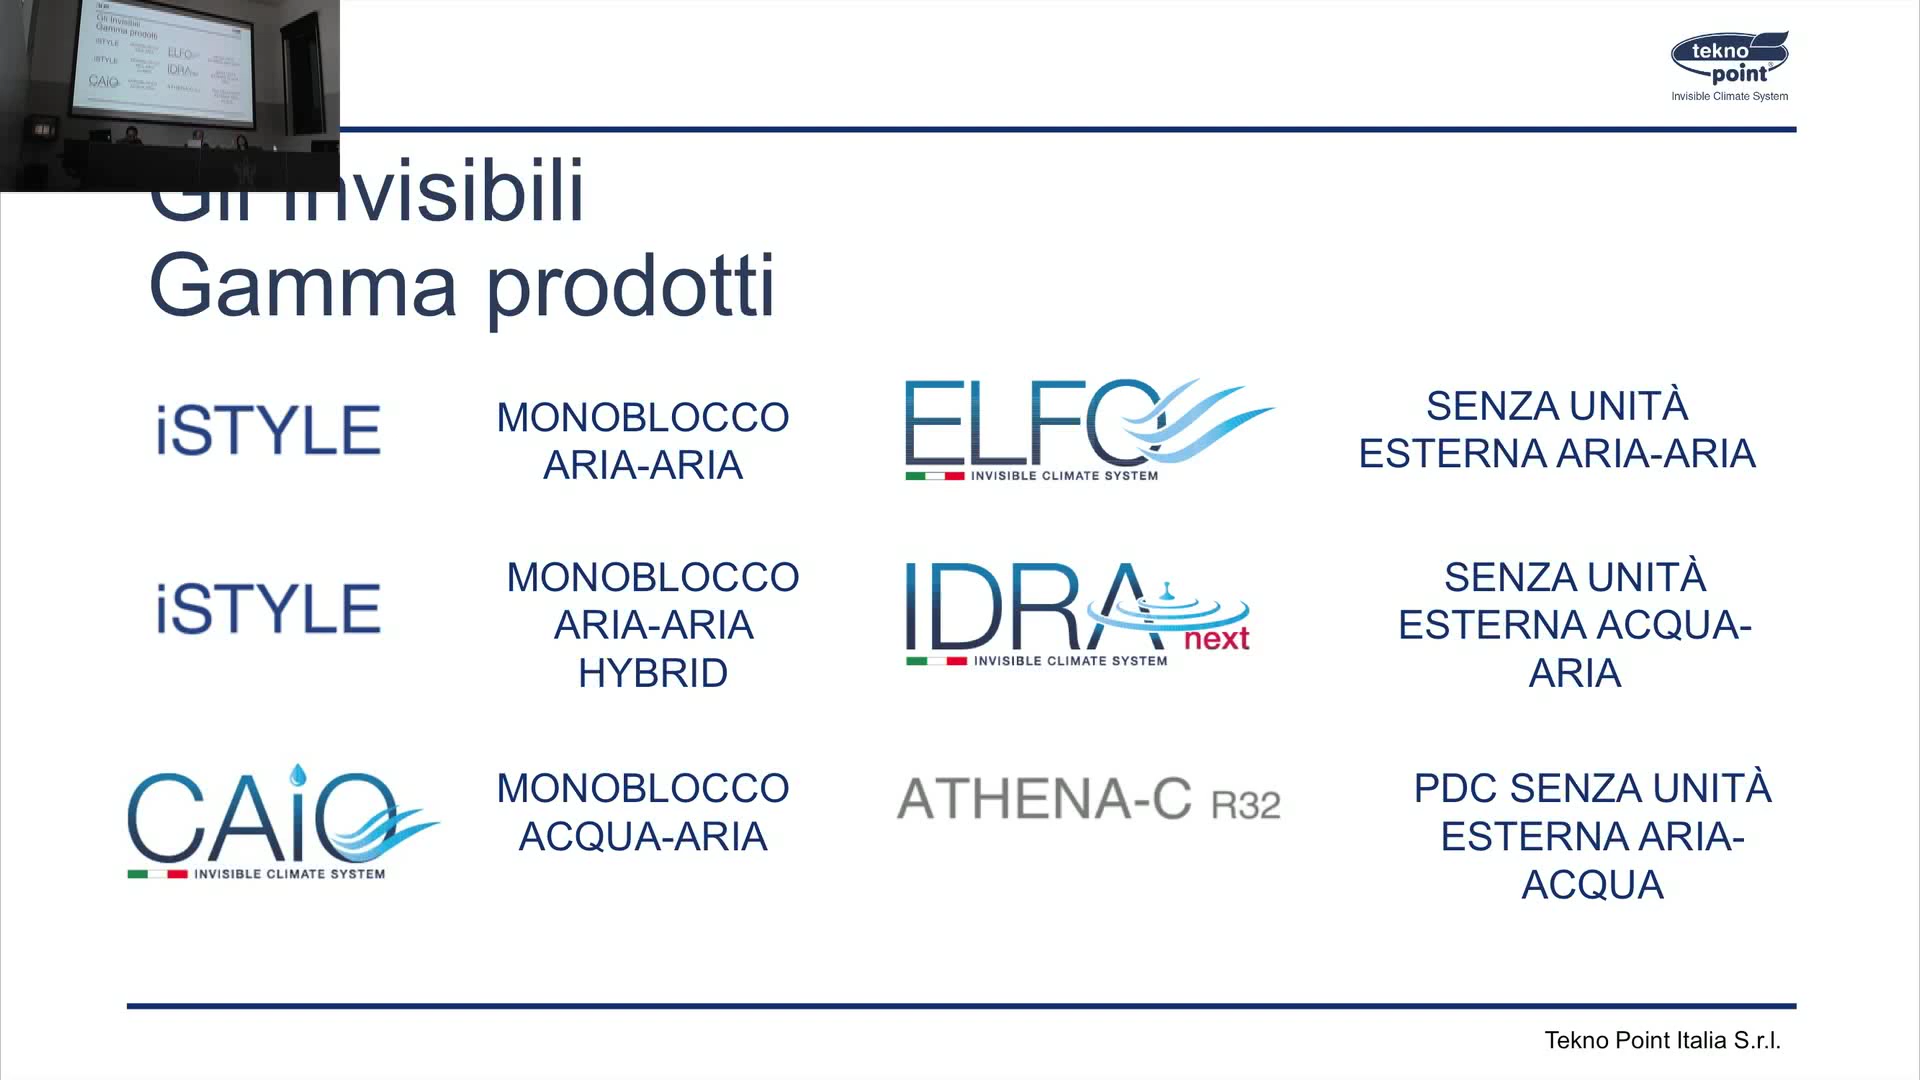 tekno
point®
Invisible Climate System
Gli Invisibili
Gamma prodotti
iSTYLE
MONOBLOCCO
ARIA-ARIA
ELFO
INVISIBLE CLIMATE SYSTEM
SENZA UNITÀ
ESTERNA ARIA-ARIA
iSTYLE
MONOBLOCCO
ARIA-ARIA
HYBRID
IDRA
next
INVISIBLE CLIMATE SYSTEM
SENZA UNITÀ
ESTERNA ACQUA-
ARIA
CAiO
INVISIBLE CLIMATE SYSTEM
MONOBLOCCO
ACQUA-ARIA
ATHENA-C R32
PDC SENZA UNITÀ
ESTERNA ARIA-
ACQUA
Tekno Point Italia S.r.l.